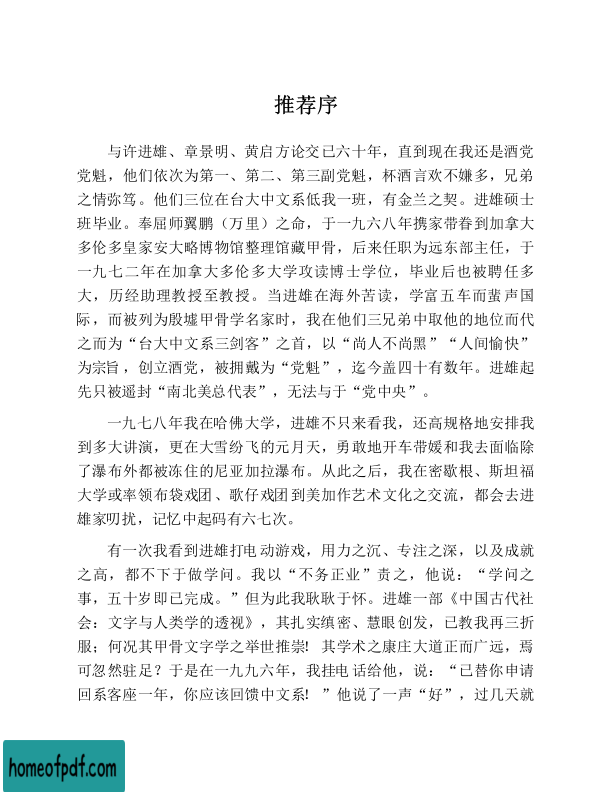 推荐序
与许进雄、章景明、黄启方论交已六十年，直到现在我还是酒党
党魁，他们依次为第一、第二、第三副党魁，杯酒言欢不嫌多，兄弟
之情弥笃。他们三位在台大中文系低我一班，有金兰之契。进雄硕士
班毕业。奉屈师翼鹏（万里）之命，于一九六八年携家带眷到加拿大
多伦多皇家安大略博物馆整理馆藏甲骨，后来任职为远东部主任，于
一九七二年在加拿大多伦多大学攻读博士学位，毕业后也被聘任多
大，历经助理教授至教授。当进雄在海外苦读，学富五车而蜚声国
际，而被列为殷墟甲骨学名家时，我在他们三兄弟中取他的地位而代
之而为“台大中文系三剑客”之首，以“尚人不尚黑”“人间愉快”
为宗旨，创立酒党，被拥戴为“党魁”，迄今盖四十有数年。进雄起
先只被遥封“南北美总代表”，无法与于“党中央”。
一九七八年我在哈佛大学，进雄不只来看我，还高规格地安排我
到多大讲演，更在大雪纷飞的元月天，勇敢地开车带媛和我去面临除
了瀑布外都被冻住的尼亚加拉瀑布。从此之后，我在密歇根、斯坦福
大学或率领布袋戏团、歌仔戏团到美加作艺术文化之交流，都会去进
雄家叨扰，记忆中起码有六七次。
有一次我看到进雄打电动游戏，用力之沉、专注之深，以及成就
之高，都不下于做学问。我以“不务正业”责之，他说：“学问之
事，五十岁即已完成。”但为此我耿耿于怀。进雄一部《中国古代社
会：文字与人类学的透视》，其扎实缜密、慧眼创发，已教我再三折
服；何况其甲骨文字学之举世推崇！其学术之康庄大道正而广远，焉
可忽然驻足？于是在一九九六年，我挂电话给他，说：“已替你申请
回系客座一年，你应该回馈中文系！”他说了一声“好”，过几天就
homeofpdf.com